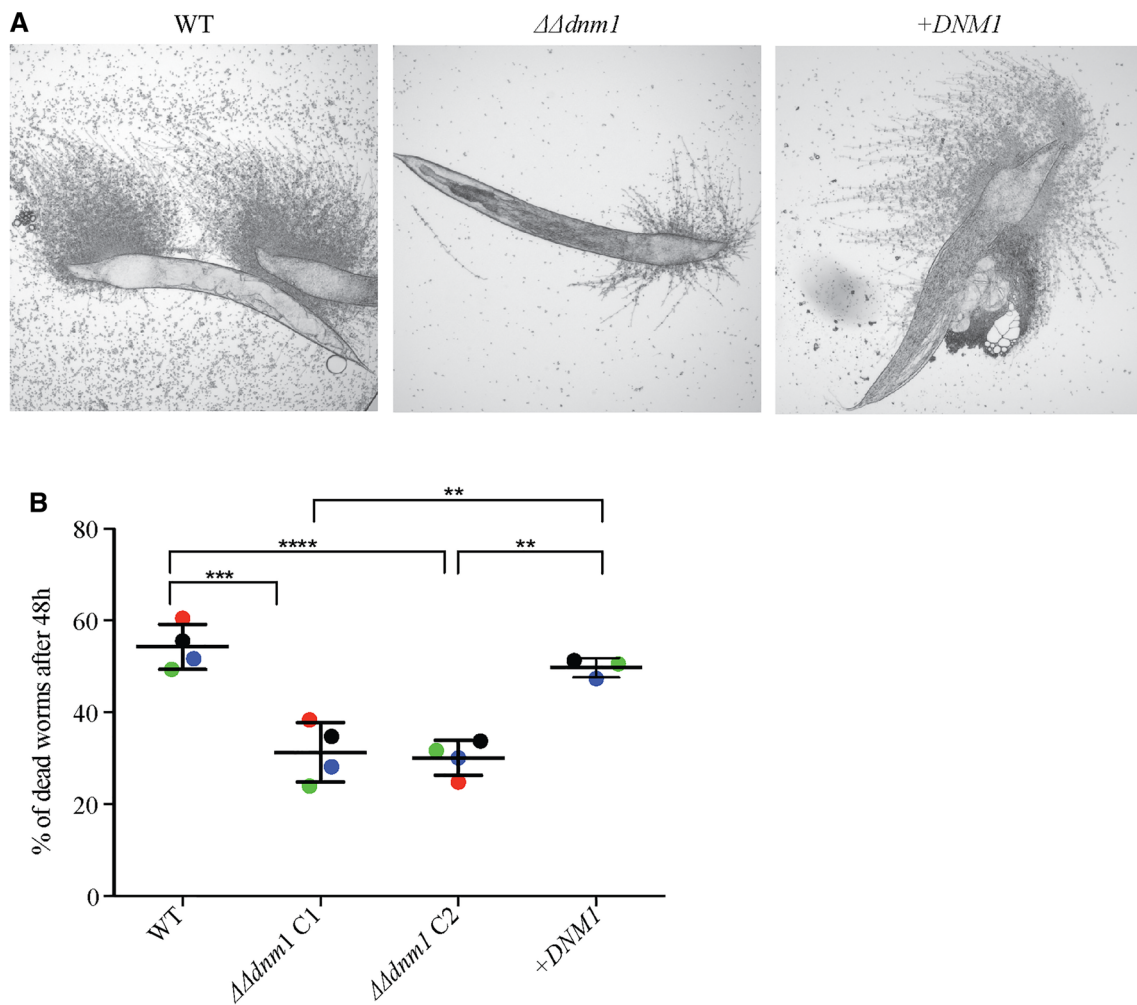 A
WT
ΔΔdnm1
+DNM1
B
**
****
**
***
80
60
40
20
0
% of dead worms after 48h
WT
ΔΔdnm1 C1
ΔΔdnm1 C2
+DNM1